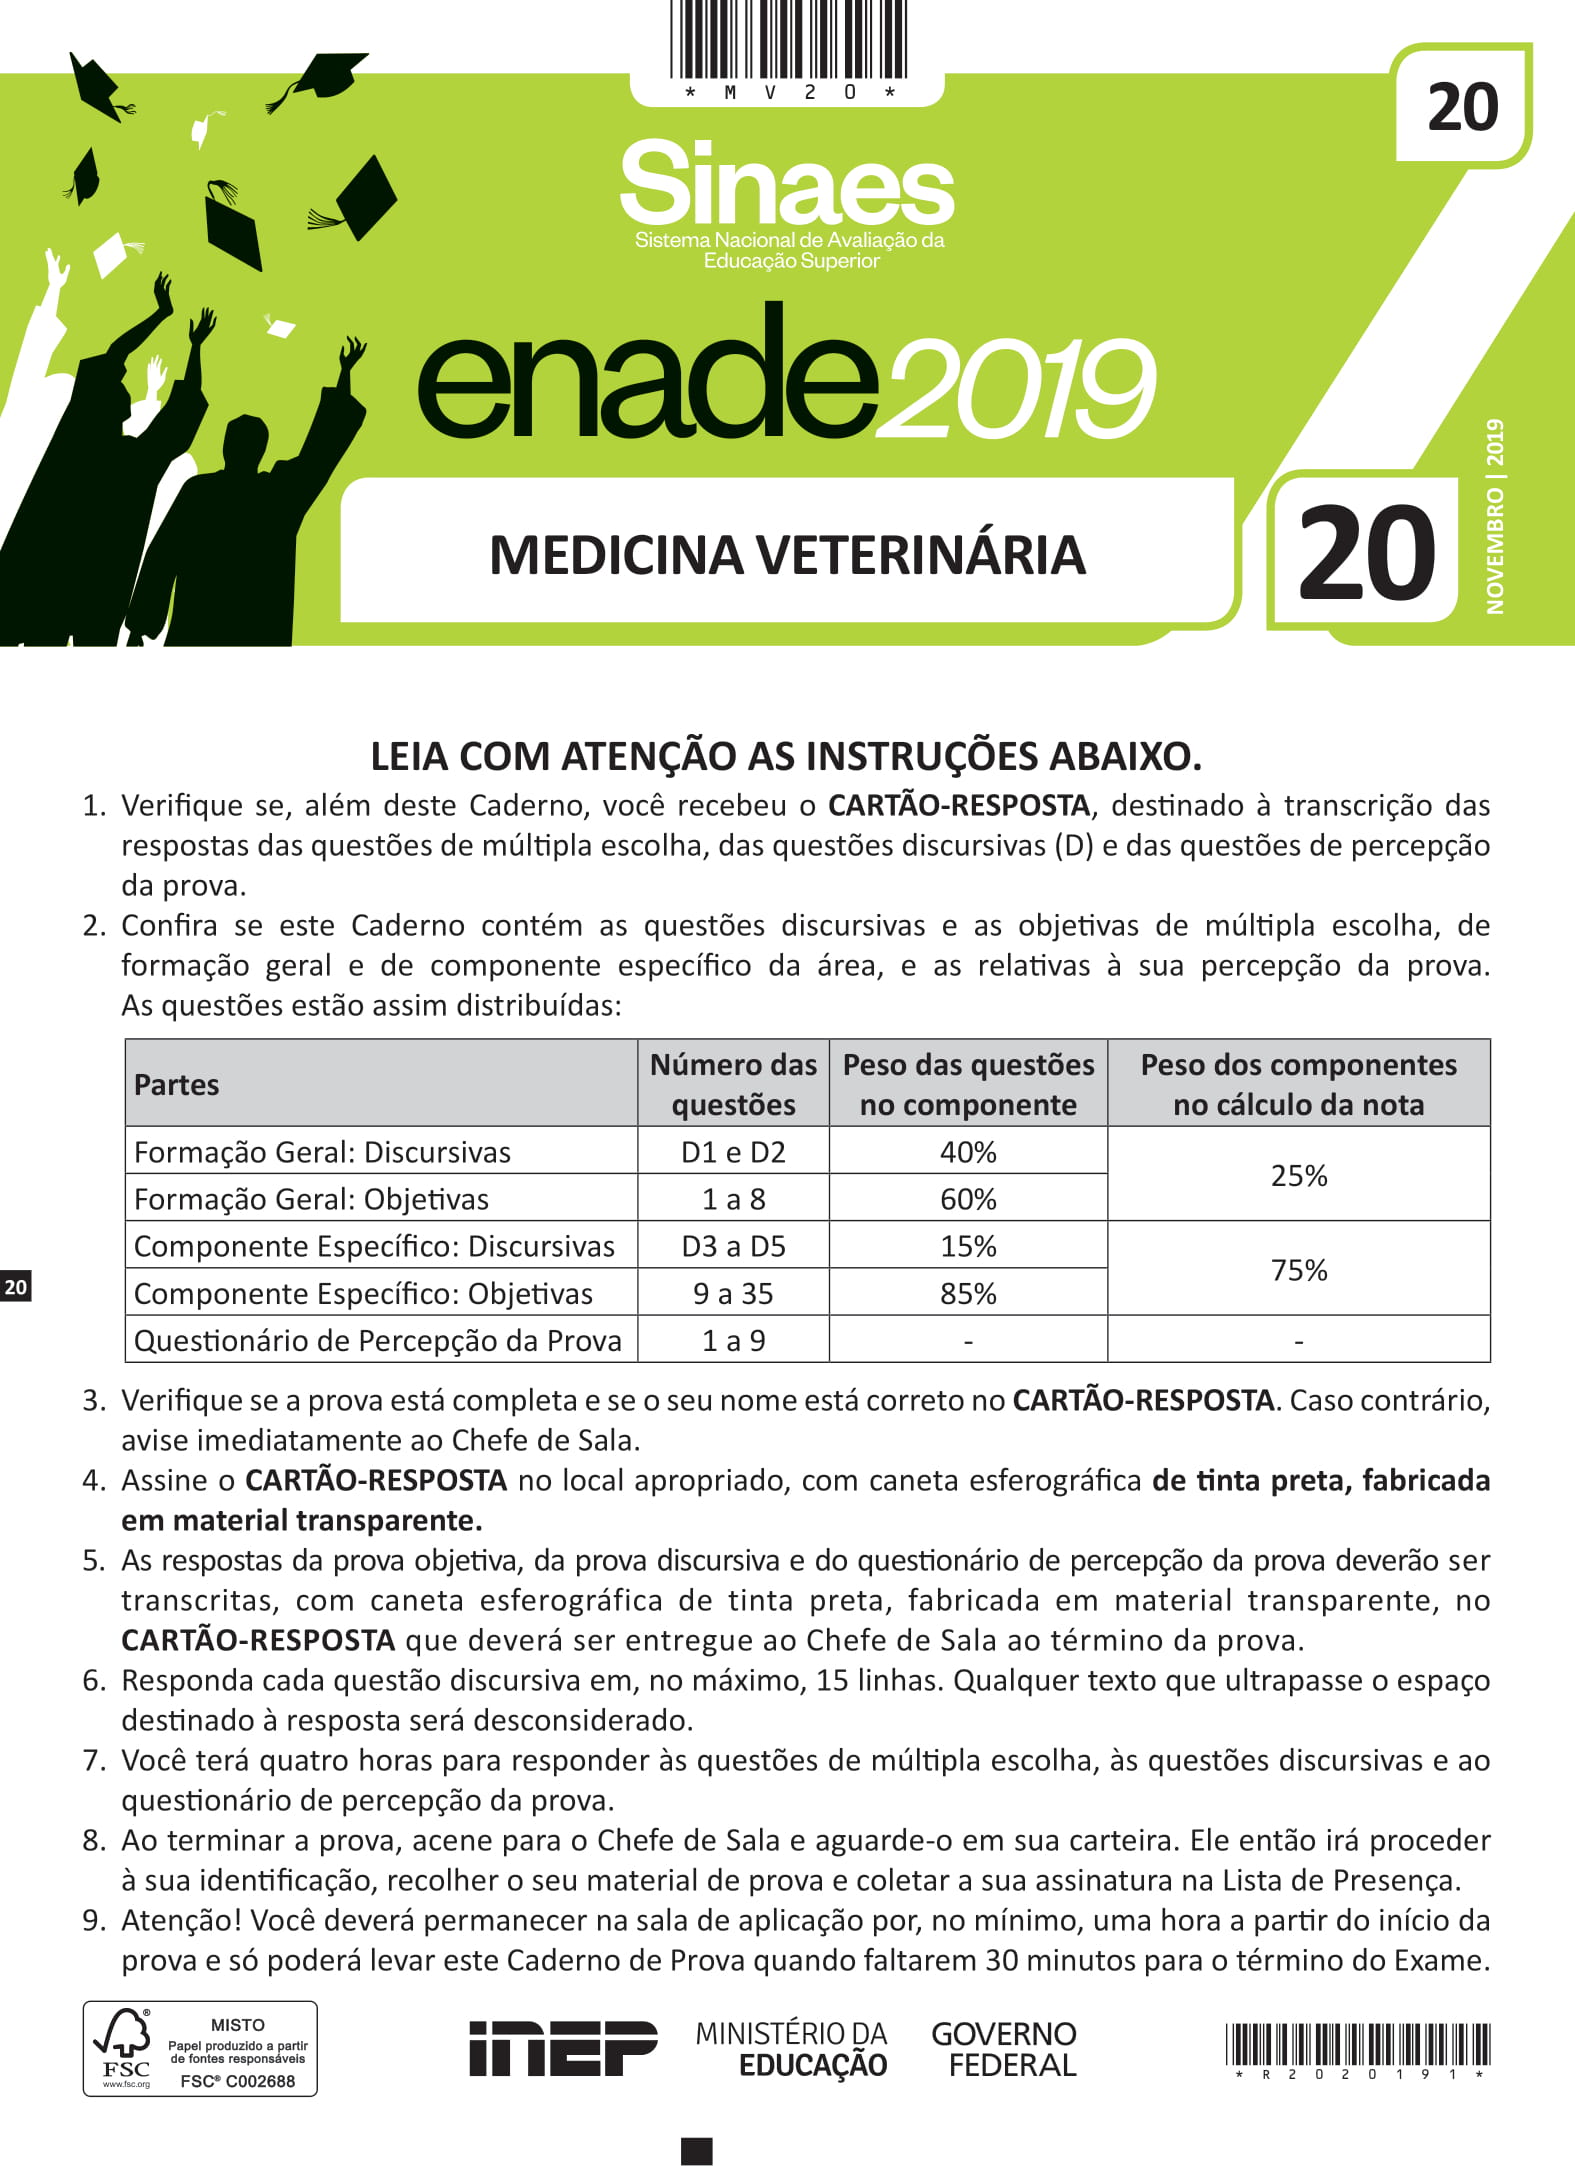 * M V 2 0 *
20
Sinaes
Sistema Nacional de Avaliação da
Educação Superior
enade2019
MEDICINA VETERINÁRIA
20
NOVEMBRO | 2019
LEIA COM ATENÇÃO AS INSTRUÇÕES ABAIXO.
1. Verifique se, além deste Caderno, você recebeu o CARTÃO-RESPOSTA, destinado à transcrição das
respostas das questões de múltipla escolha, das questões discursivas (D) e das questões de percepção
da prova.
2. Confira se este Caderno contém as questões discursivas e as objetivas de múltipla escolha, de
formação geral e de componente específico da área, e as relativas à sua percepção da prova.
As questões estão assim distribuídas:
Partes
Número das
questões
Peso das questões
no componente
Peso dos componentes
no cálculo da nota
Formação Geral: Discursivas D1 e D2 40%
25%
Formação Geral: Objetivas 1 a 8 60%
Componente Específico: Discursivas D3 a D5 15%
75%
Componente Específico: Objetivas 9 a 35 85%
Questionário de Percepção da Prova 1 a 9 - -
20
3. Verifique se a prova está completa e se o seu nome está correto no CARTÃO-RESPOSTA. Caso contrário,
avise imediatamente ao Chefe de Sala.
4. Assine o CARTÃO-RESPOSTA no local apropriado, com caneta esferográfica de tinta preta, fabricada
em material transparente.
5. As respostas da prova objetiva, da prova discursiva e do questionário de percepção da prova deverão ser
transcritas, com caneta esferográfica de tinta preta, fabricada em material transparente, no
CARTÃO-RESPOSTA que deverá ser entregue ao Chefe de Sala ao término da prova.
6. Responda cada questão discursiva em, no máximo, 15 linhas. Qualquer texto que ultrapasse o espaço
destinado à resposta será desconsiderado.
7. Você terá quatro horas para responder às questões de múltipla escolha, às questões discursivas e ao
questionário de percepção da prova.
8. Ao terminar a prova, acene para o Chefe de Sala e aguarde-o em sua carteira. Ele então irá proceder
à sua identificação, recolher o seu material de prova e coletar a sua assinatura na Lista de Presença.
9. Atenção! Você deverá permanecer na sala de aplicação por, no mínimo, uma hora a partir do início da
prova e só poderá levar este Caderno de Prova quando faltarem 30 minutos para o término do Exame.
®
FSC
www.fsc.org
MISTO
Papel produzido a partir
de fontes responsáveis
FSC® C002688
INEP
MINISTÉRIO DA
EDUCAÇÃO
GOVERNO
FEDERAL
* R 2 0 2 0 1 9 1 *